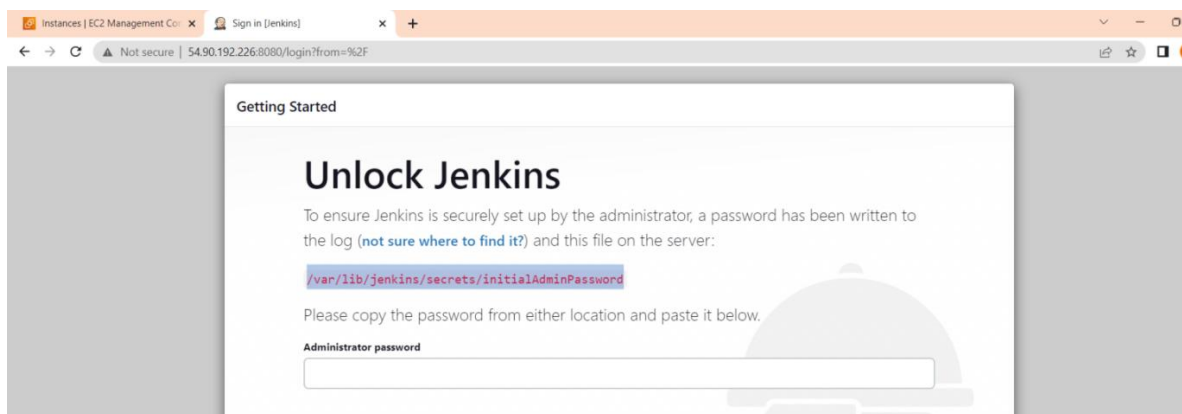 Instances | EC2 Management Con
Sign in [Jenkins]
Not secure | 54.90.192.226:8080/login?from=%2F
Getting Started
Unlock Jenkins
To ensure Jenkins is securely set up by the administrator, a password has been written to
the log (not sure where to find it?) and this file on the server:
/var/lib/jenkins/secrets/initialAdminPassword
Please copy the password from either location and paste it below.
Administrator password